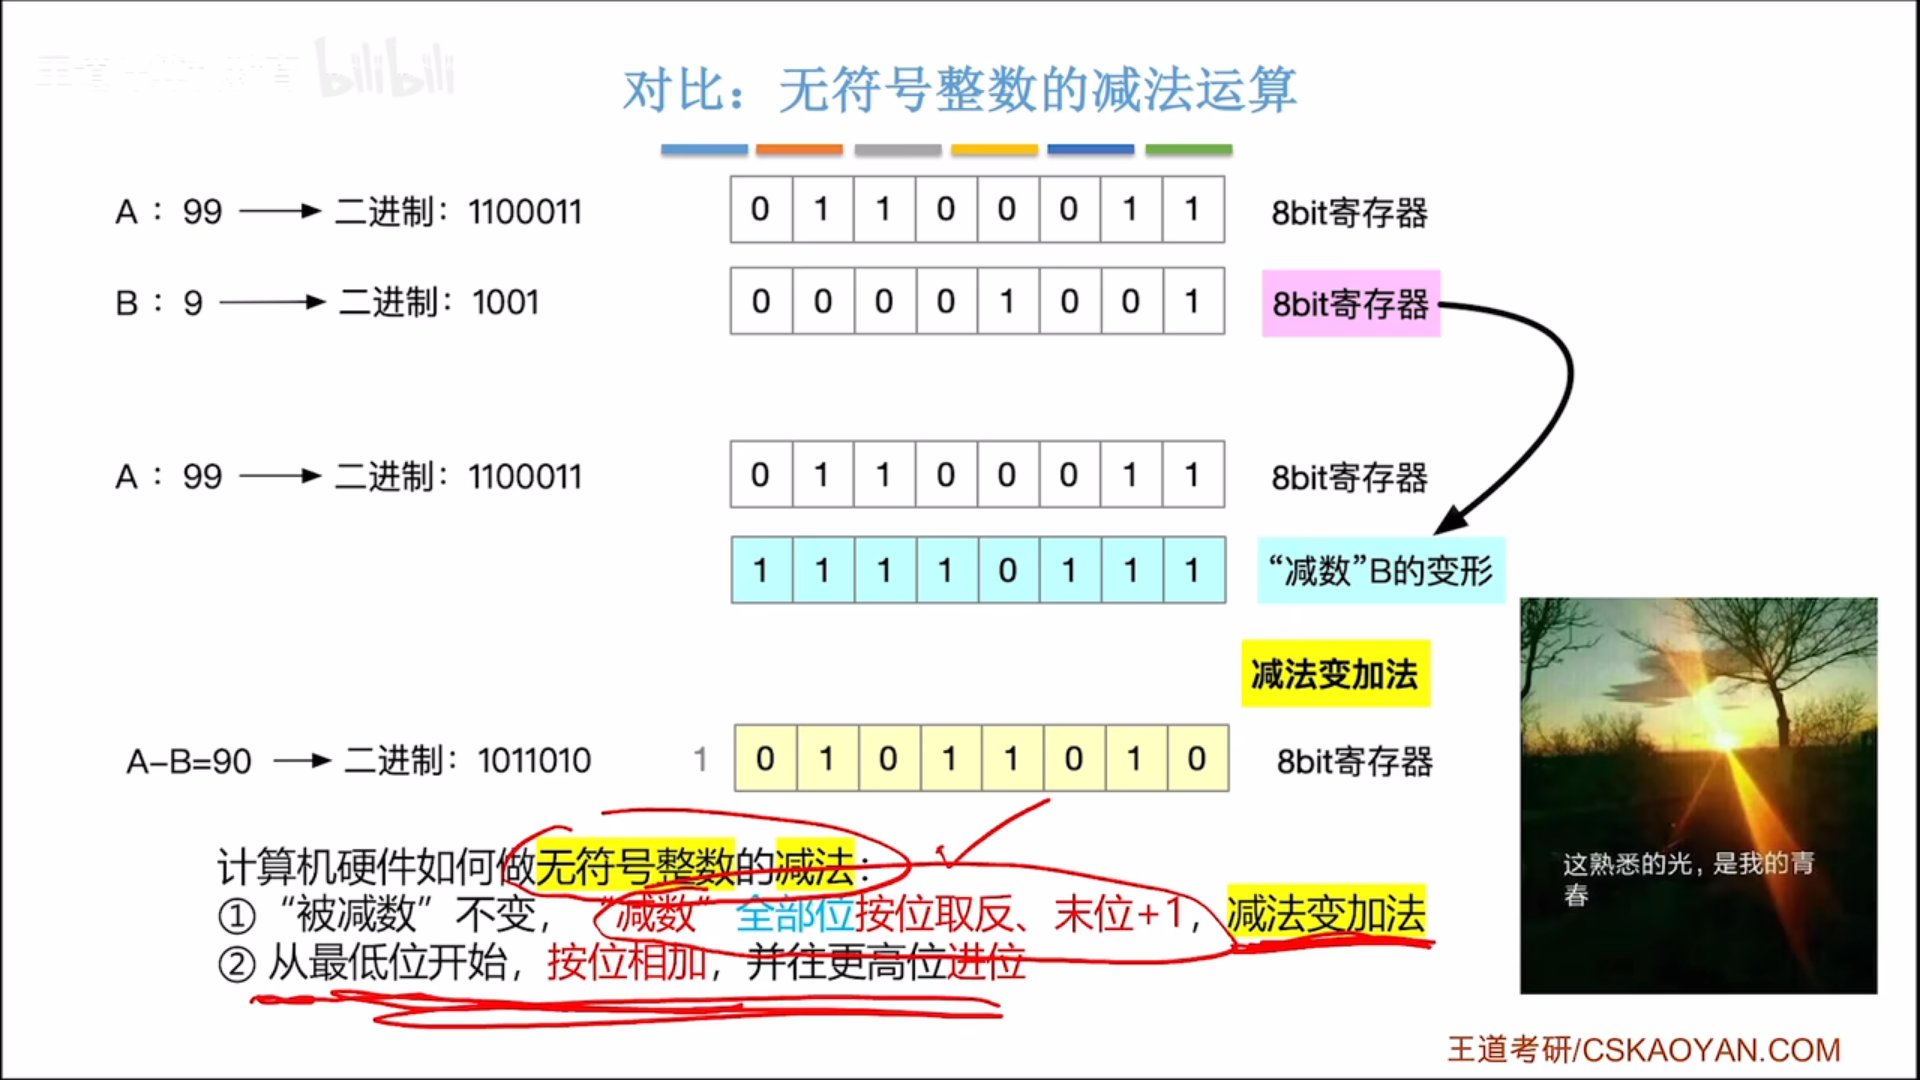 bilibili
对比：无符号整数的减法运算
A：99 → 二进制：1100011 0 1 1 0 0 0 1 1 8bit寄存器
B：9 → 二进制：1001 0 0 0 0 1 0 0 1 8bit寄存器
A：99 → 二进制：1100011 0 1 1 0 0 0 1 1 8bit寄存器
1 1 1 1 0 1 1 1 “减数”B的变形
减法变加法
A-B=90 → 二进制：1011010 1 0 1 0 1 1 0 1 0 8bit寄存器
计算机硬件如何做无符号整数的减法：
①“被减数”不变，“减数”全部位按位取反、末位+1，减法变加法
②从最低位开始，按位相加，并往更高位进位
这熟悉的光，是我的青
春
王道考研/CSKAOYAN.COM